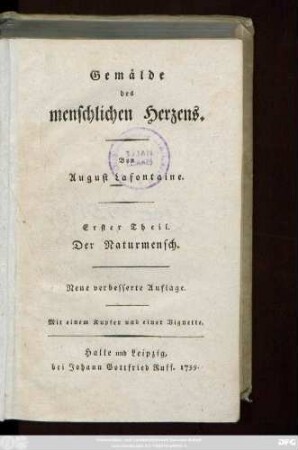 Gemälde
des
menschlichen Herzens.
Von
August Lafontaine.
Erster Theil.
Der Naturmensch.
Neue verbesserte Auflage.
Mit einem Kupfer und einer Vignette.
Halle und Leipzig,
bei Johann Gottfried Ruff.